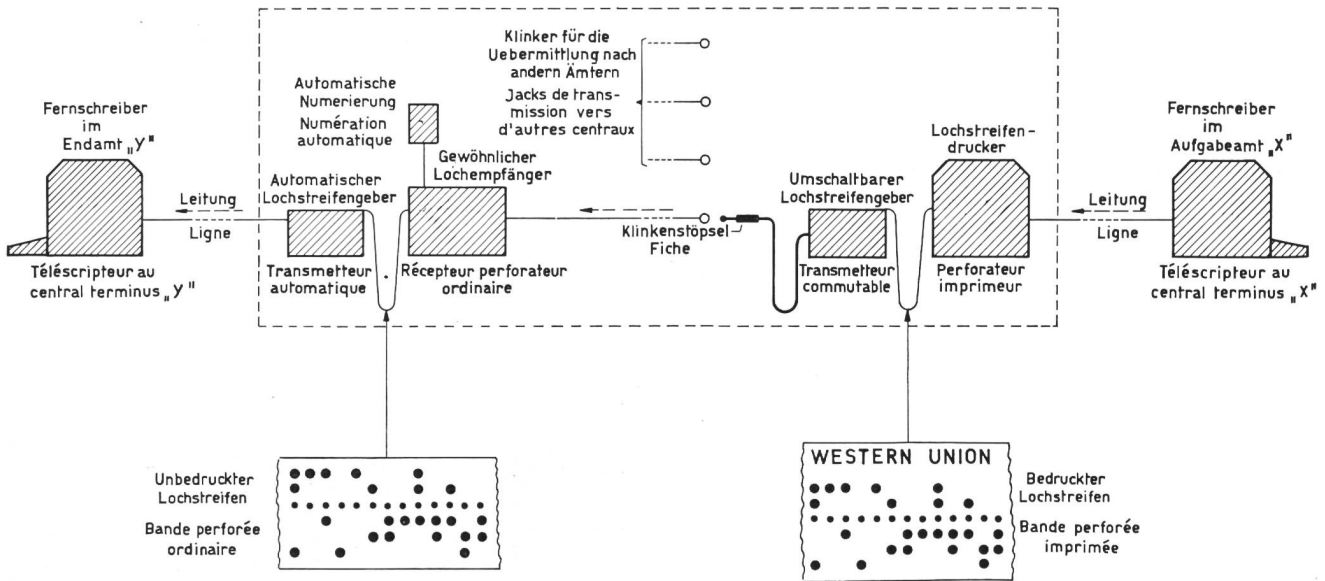 Klinker für die
Uebermittlung nach
andern Ämtern
Jacks de trans-
mission vers
d'autres centraux
Automatische
Numerierung
Numération
automatique
Fernschreiber
im
Endamt „Y"
Leitung
Ligne
Téléscripteur au
central terminus „Y"
Automatischer
Lochstreifengeber
Transmetteur
automatique
Gewöhnlicher
Lochempfänger
Récepteur perforateur
ordinaire
Klinkenstöpsel
Fiche
Umschaltbarer
Lochstreifengeber
Transmetteur
commutable
Lochstreifen-
drucker
Perforateur
imprimeur
Leitung
Ligne
Fernschreiber
im
Aufgabeamt „X"
Téléscripteur au
central terminus „X"
Unbedruckter
Lochstreifen
Bande perforée
ordinaire
WESTERN UNION
Bedruckter
Lochstreifen
Bande perforée
imprimée